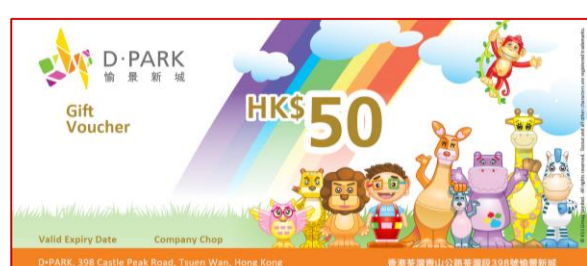 D·PARK
愉景新城
Gift
Voucher
HK$50
Valid Expiry Date
Company Chop
D•PARK, 398 Castle Peak Road, Tsuen Wan, Hong Kong
香港荃灣青山公路荃灣段398號愉景新城